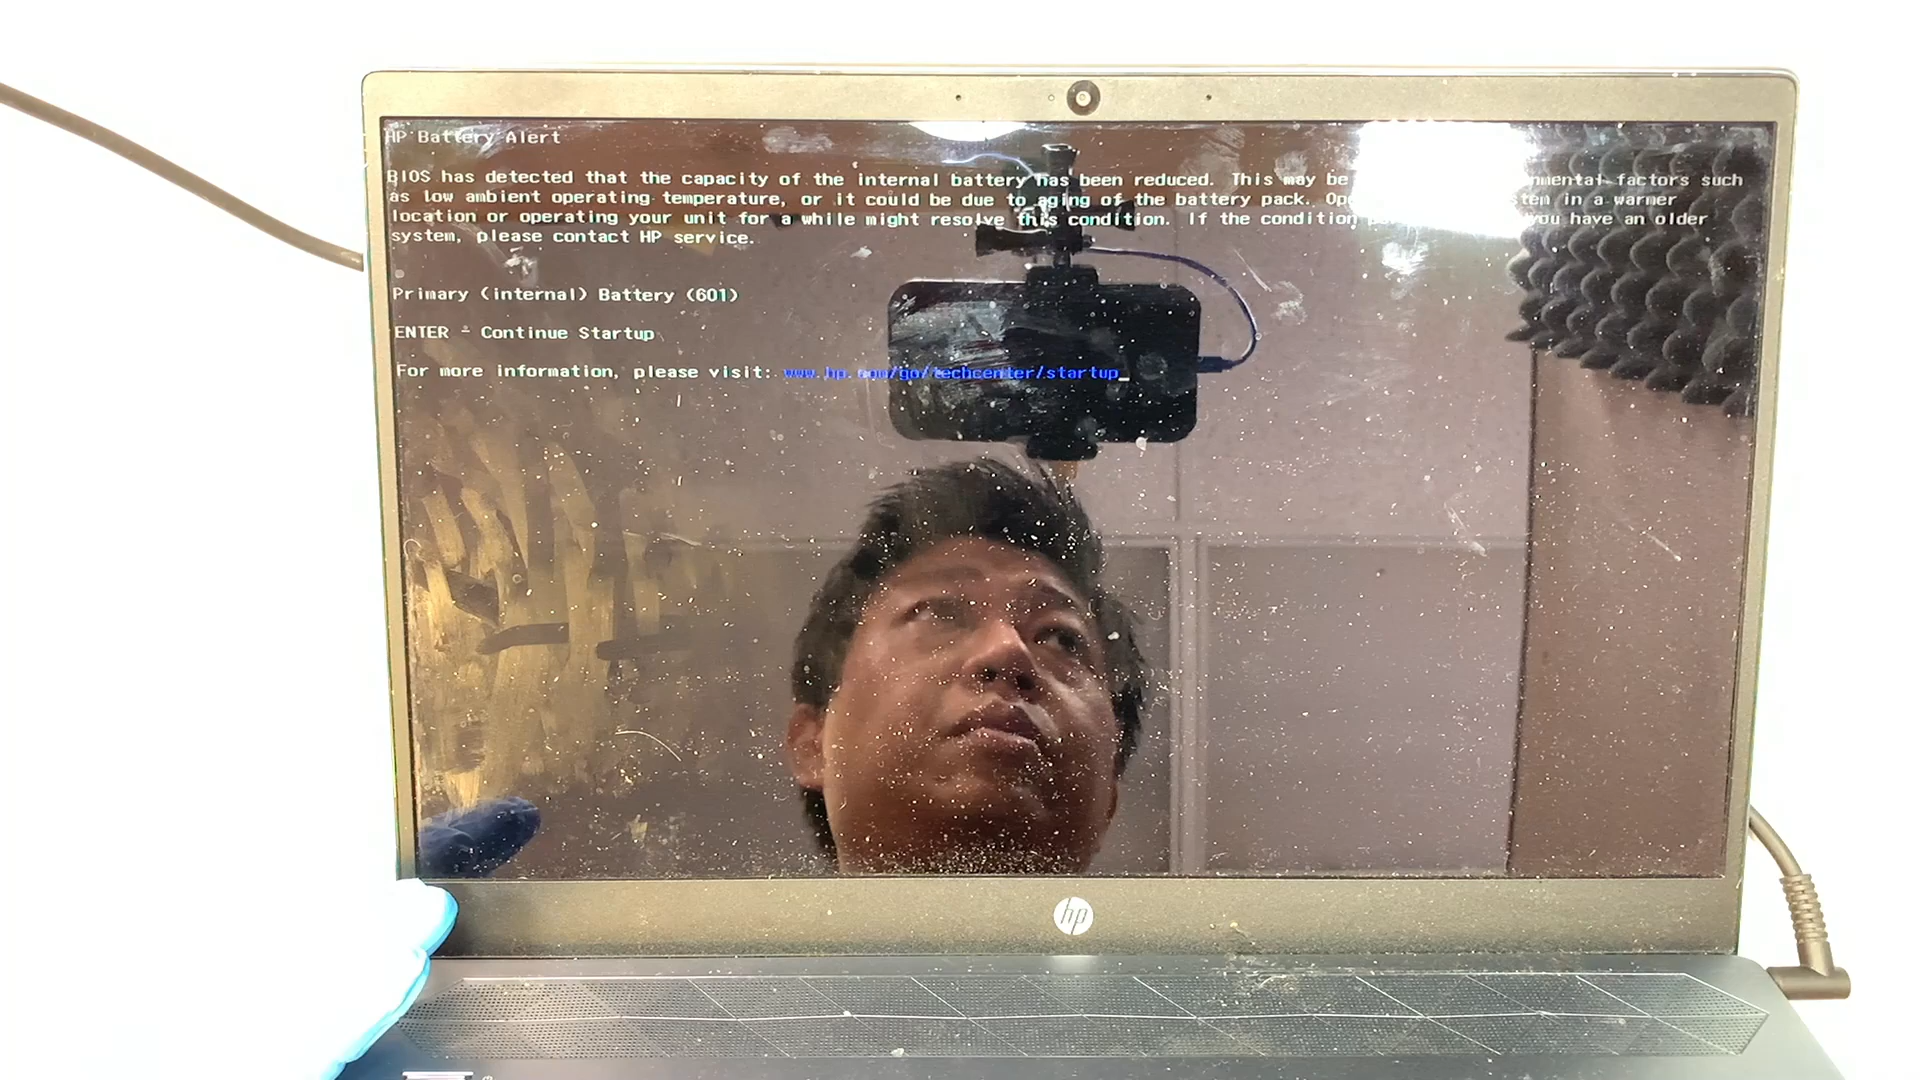 HP Battery Alert
BIOS has detected that the capacity of the internal battery has been reduced. This may be nmental factors such
as low ambient operating temperature, or it could be due to aging of the battery pack. in a warmer
location or operating your unit for a while might resolve this condition. If the condition you have an older
system, please contact HP service.
Primary (internal) Battery (601)
ENTER - Continue Startup
For more information, please visit: www.hp.com/go/techcenter/startup
hp